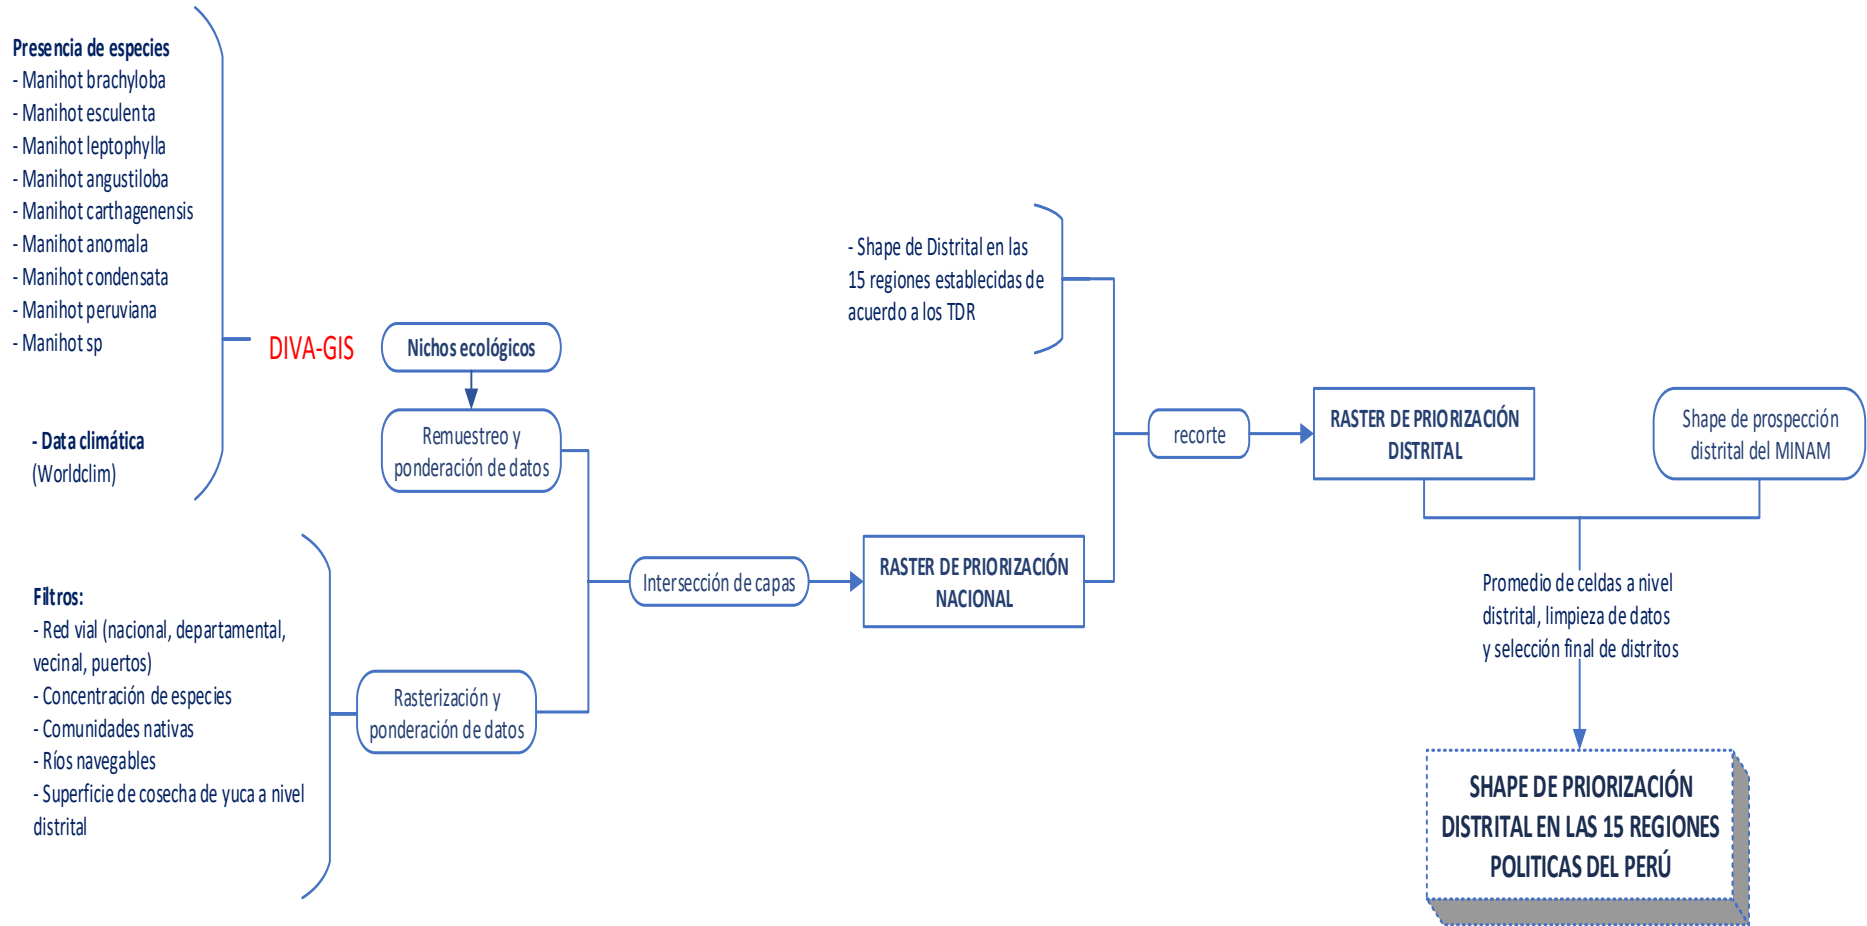 Presencia de especies
- Manihot brachyloba
- Manihot esculenta
- Manihot leptophylla
- Manihot angustiloba
- Manihot carthagenensis
- Manihot anomala
- Manihot condensata
- Manihot peruviana
- Manihot sp
- Data climática
(Worldclim)
DIVA-GIS
Nichos ecológicos
Remuestreo y
ponderación de datos
Filtros:
- Red vial (nacional, departamental,
vecinal, puertos)
- Concentración de especies
- Comunidades nativas
- Ríos navegables
- Superficie de cosecha de yuca a nivel
distrital
Rasterización y
ponderación de datos
Intersección de capas
RASTER DE PRIORIZACIÓN
NACIONAL
- Shape de Distrital en las
15 regiones establecidas de
acuerdo a los TDR
recorte
RASTER DE PRIORIZACIÓN
DISTRITAL
Shape de prospección
distrital del MINAM
Promedio de celdas a nivel
distrital, limpieza de datos
y selección final de distritos
SHAPE DE PRIORIZACIÓN
DISTRITAL EN LAS 15 REGIONES
POLITICAS DEL PERÚ